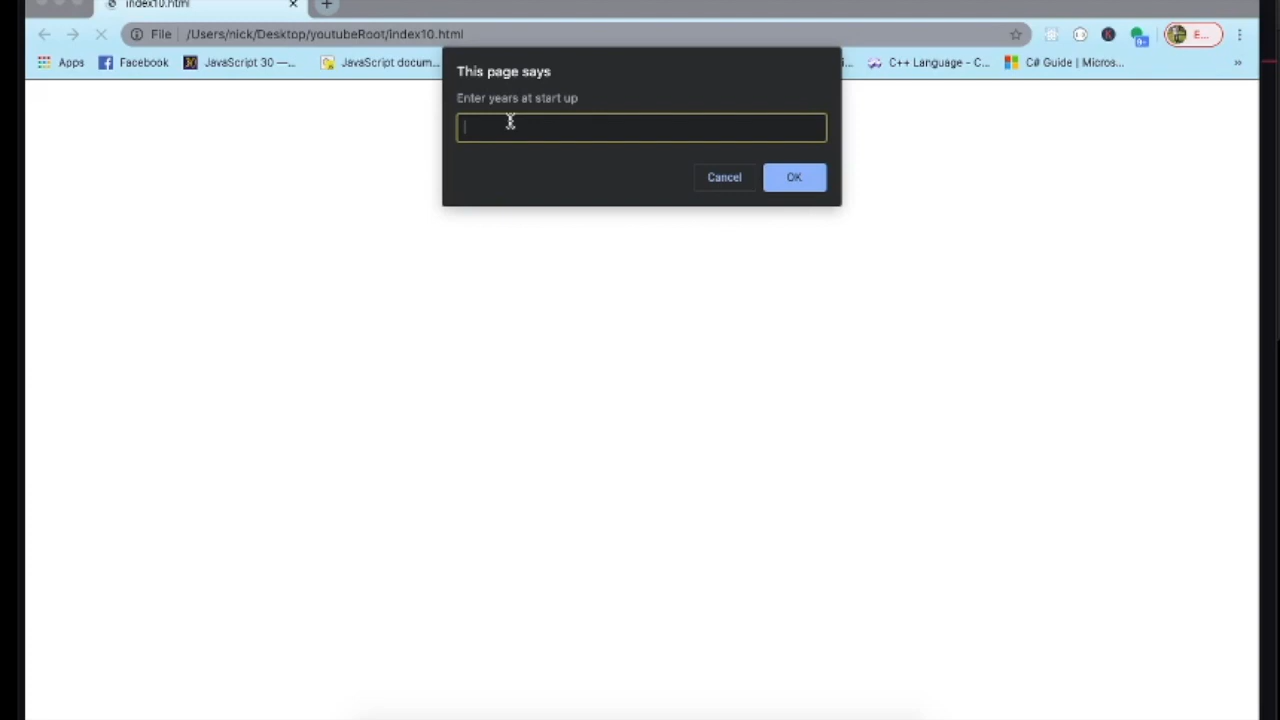 index10.html
File /Users/nick/Desktop/youtubeRoot/index10.html
E...
Apps Facebook JavaScript 30 —... JavaScript docum... C++ Language - C... C# Guide | Micros... »
This page says
Enter years at start up
Cancel OK